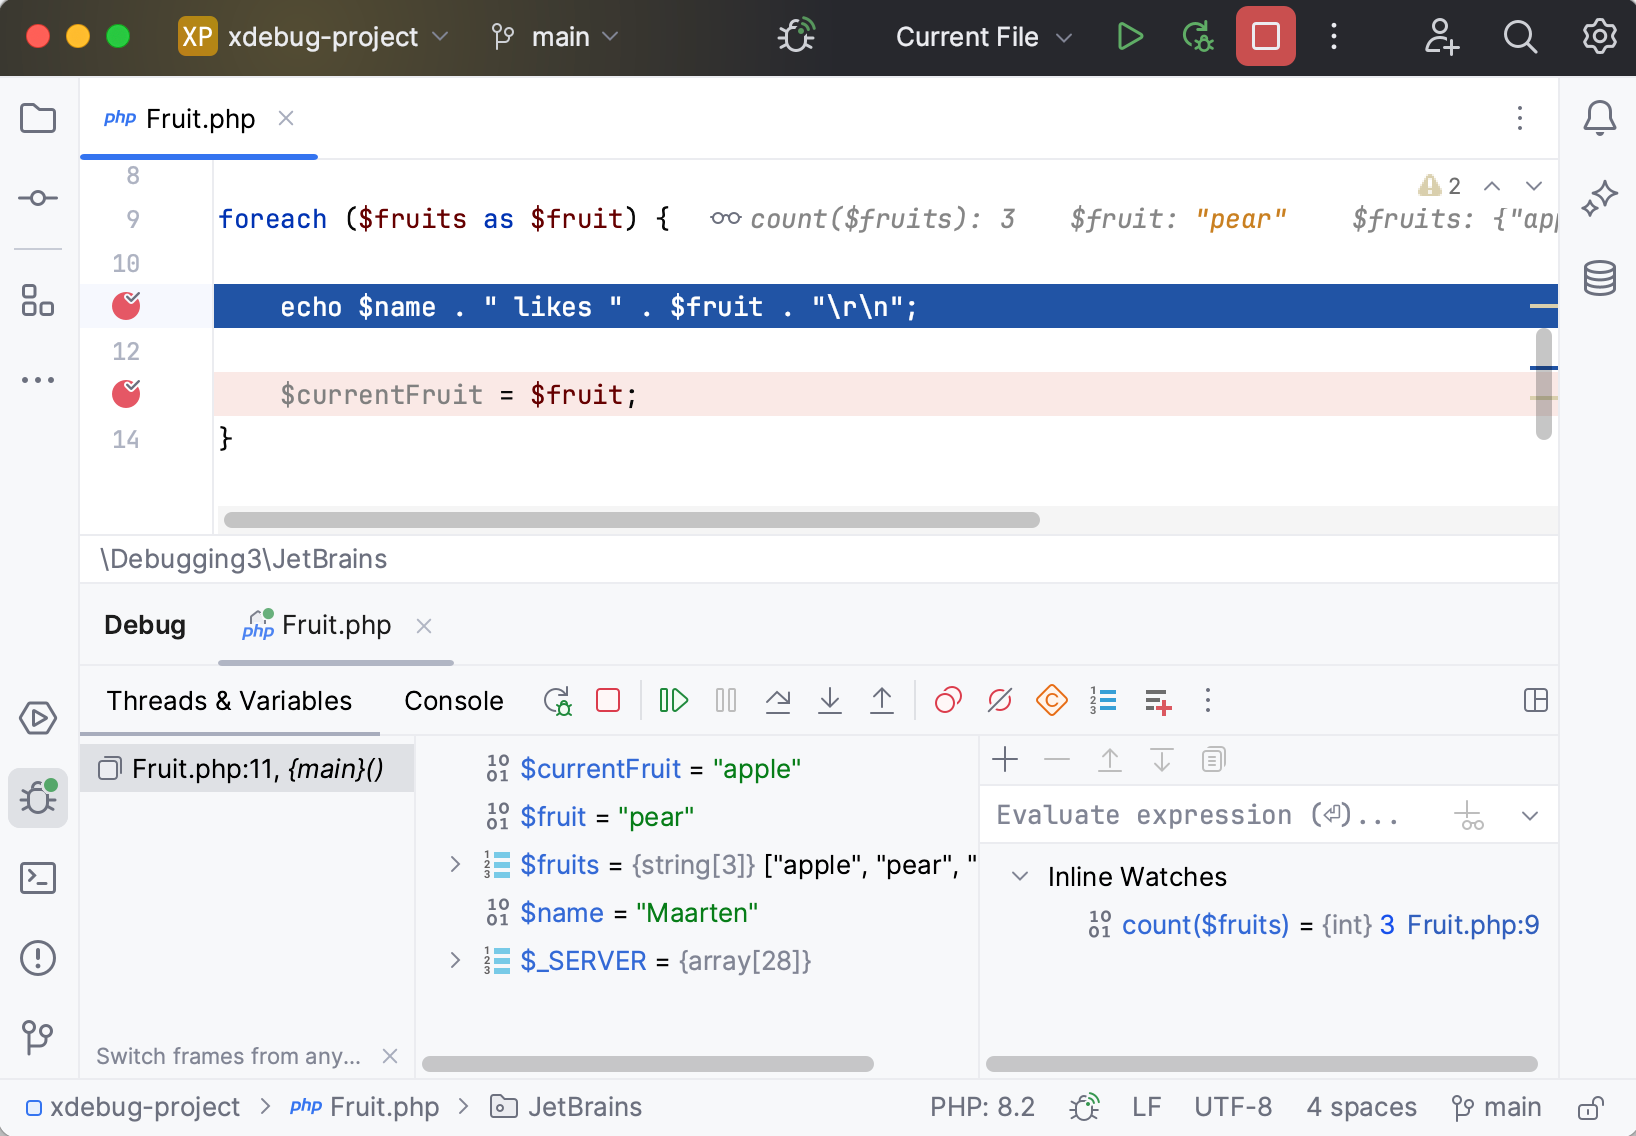 XP xdebug-project main Current File
php Fruit.php
8
2
9 foreach ($fruits as $fruit) { count($fruits): 3 $fruit: "pear" $fruits: {"app
10
echo $name . " likes " . $fruit . "\r\n";
12
$currentFruit = $fruit;
14 }
\Debugging3\JetBrains
Debug php Fruit.php
Threads & Variables Console
Fruit.php:11, {main}()
$currentFruit = "apple"
$fruit = "pear"
$fruits = {string[3]} ["apple", "pear", "
$name = "Maarten"
$_SERVER = {array[28]}
Evaluate expression (⏎)...
Inline Watches
count($fruits) = {int} 3 Fruit.php:9
Switch frames from any...
xdebug-project php Fruit.php JetBrains PHP: 8.2 LF UTF-8 4 spaces main